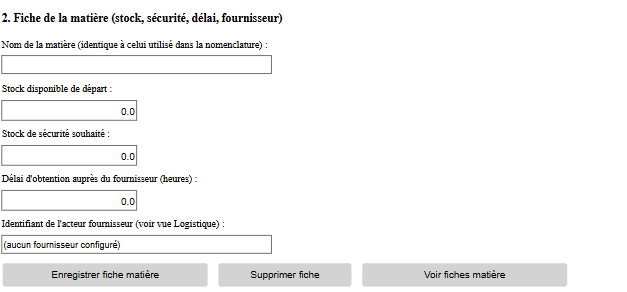 2. Fiche de la matière (stock, sécurité, délai, fournisseur)
Nom de la matière (identique à celui utilisé dans la nomenclature) :
Stock disponible de départ :
0.0
Stock de sécurité souhaité :
0.0
Délai d'obtention auprès du fournisseur (heures) :
0.0
Identifiant de l'acteur fournisseur (voir vue Logistique) :
(aucun fournisseur configuré)
Enregistrer fiche matière Supprimer fiche Voir fiches matière